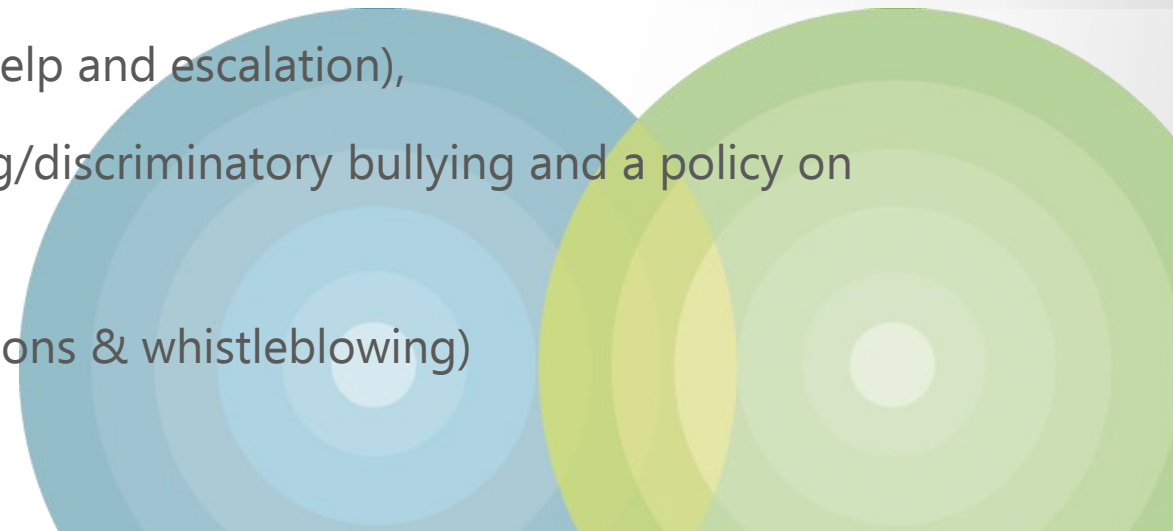 elp and escalation),
g/discriminatory bullying and a policy on
ons & whistleblowing)